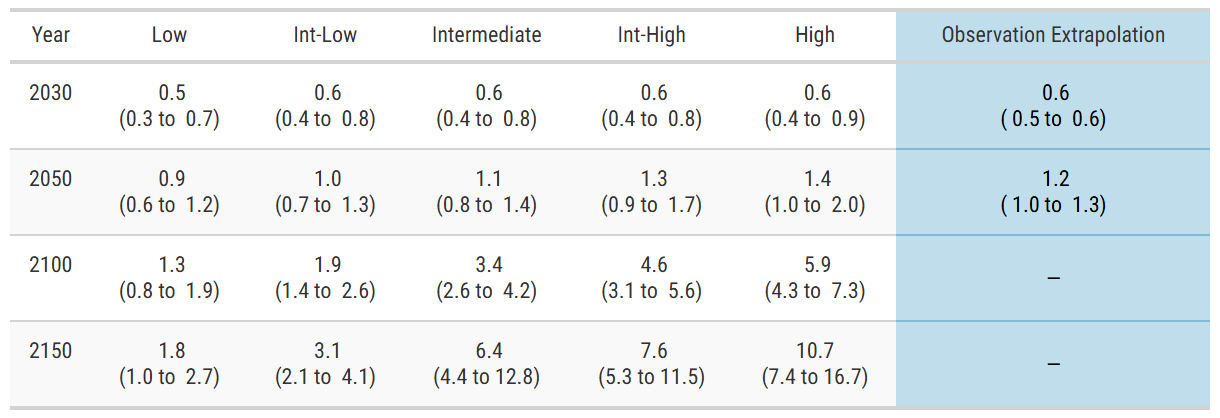 Year Low Int-Low Intermediate Int-High High Observation Extrapolation
2030 0.5 0.6 0.6 0.6 0.6 0.6
(0.3 to 0.7) (0.4 to 0.8) (0.4 to 0.8) (0.4 to 0.8) (0.4 to 0.9) ( 0.5 to 0.6)
2050 0.9 1.0 1.1 1.3 1.4 1.2
(0.6 to 1.2) (0.7 to 1.3) (0.8 to 1.4) (0.9 to 1.7) (1.0 to 2.0) ( 1.0 to 1.3)
2100 1.3 1.9 3.4 4.6 5.9
(0.8 to 1.9) (1.4 to 2.6) (2.6 to 4.2) (3.1 to 5.6) (4.3 to 7.3) –
2150 1.8 3.1 6.4 7.6 10.7
(1.0 to 2.7) (2.1 to 4.1) (4.4 to 12.8) (5.3 to 11.5) (7.4 to 16.7) –